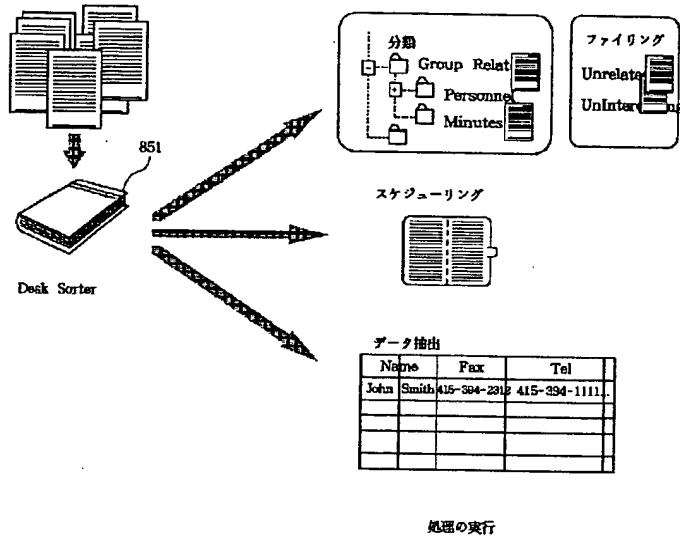 851
Desk Sorter
分類
Group Relat
Personnel
Minutes
ファイリング
Unrelate
UnInteres
スケジューリング
データ抽出
Name Fax Tel
John Smith 415-394-2312 415-394-1111..
処理の実行